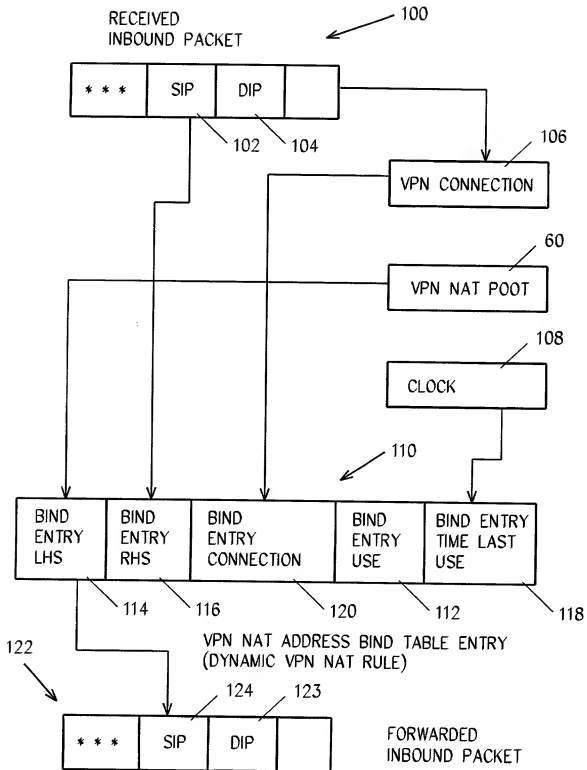 RECEIVED
INBOUND PACKET
100
* * *
SIP
DIP
102
104
106
VPN CONNECTION
60
VPN NAT POOT
108
CLOCK
110
BIND
ENTRY
LHS
BIND
ENTRY
RHS
BIND
ENTRY
CONNECTION
BIND
ENTRY
USE
BIND ENTRY
TIME LAST
USE
114
116
120
112
118
VPN NAT ADDRESS BIND TABLE ENTRY
(DYNAMIC VPN NAT RULE)
122
124
123
* * *
SIP
DIP
FORWARDED
INBOUND PACKET